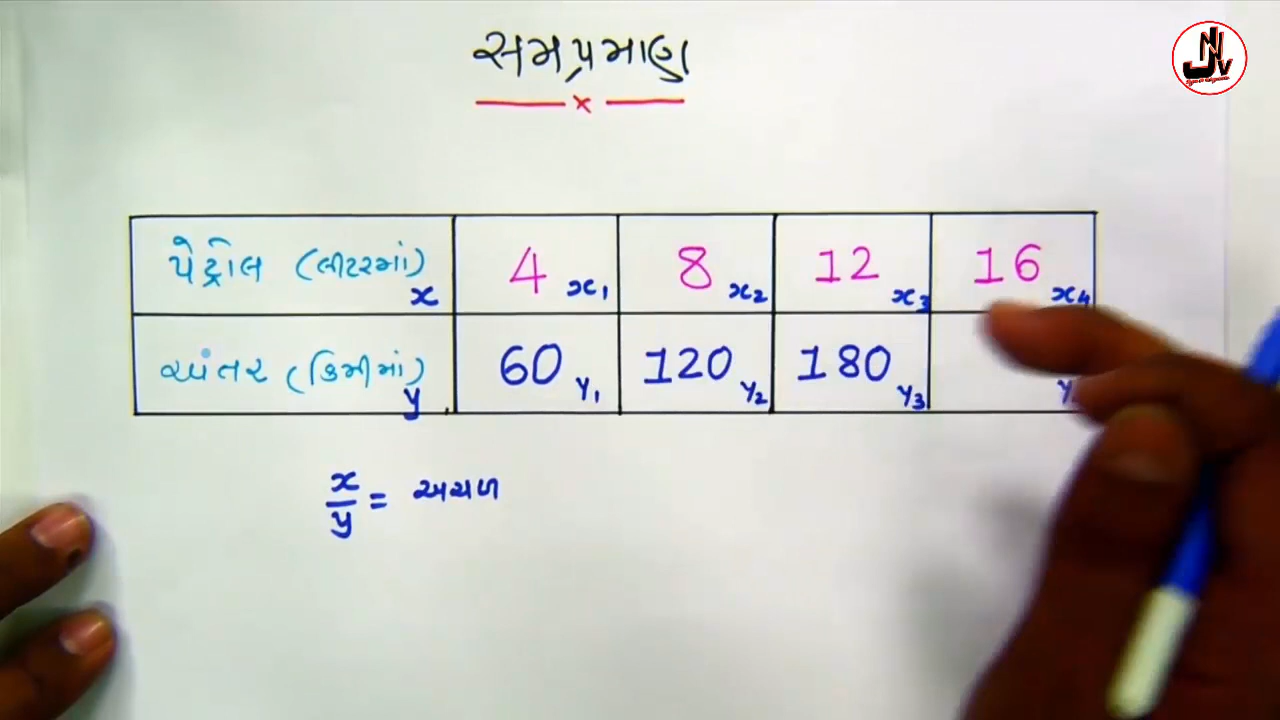 સમપ્રમાણ
x
પેટ્રોલ (લીટરમાં) x 4 x₁ 8 x₂ 12 x₃ 16 x₄
અંતર (કિમીમાં) y 60 y₁ 120 y₂ 180 y₃
x/y = અચળ
JNV